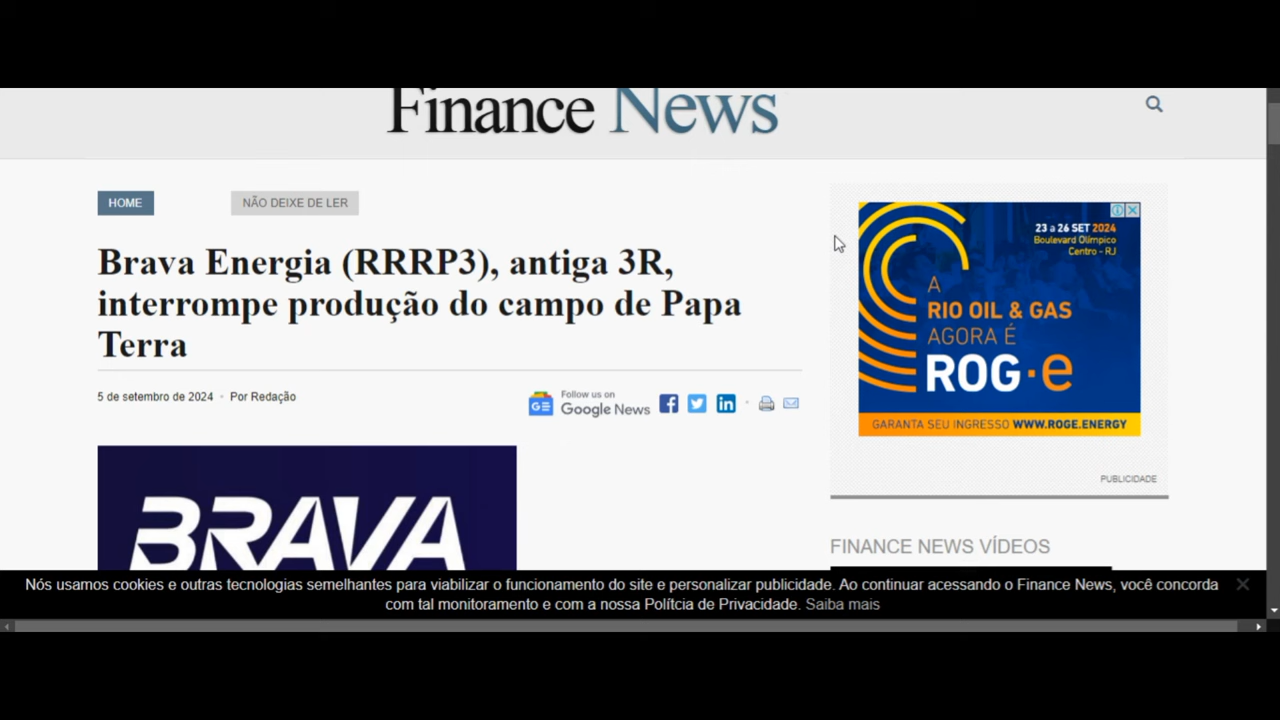 Finance News
HOME
NÃO DEIXE DE LER
Brava Energia (RRRP3), antiga 3R,
interrompe produção do campo de Papa
Terra
5 de setembro de 2024 - Por Redação
Follow us on
Google News
BRAVA
23 a 26 SET 2024
Boulevard Olímpico
Centro - RJ
A
RIO OIL & GAS
AGORA É
ROG·e
GARANTA SEU INGRESSO WWW.ROGE.ENERGY
PUBLICIDADE
FINANCE NEWS VÍDEOS
Nós usamos cookies e outras tecnologias semelhantes para viabilizar o funcionamento do site e personalizar publicidade. Ao continuar acessando o Finance News, você concorda
com tal monitoramento e com a nossa Polítcia de Privacidade. Saiba mais